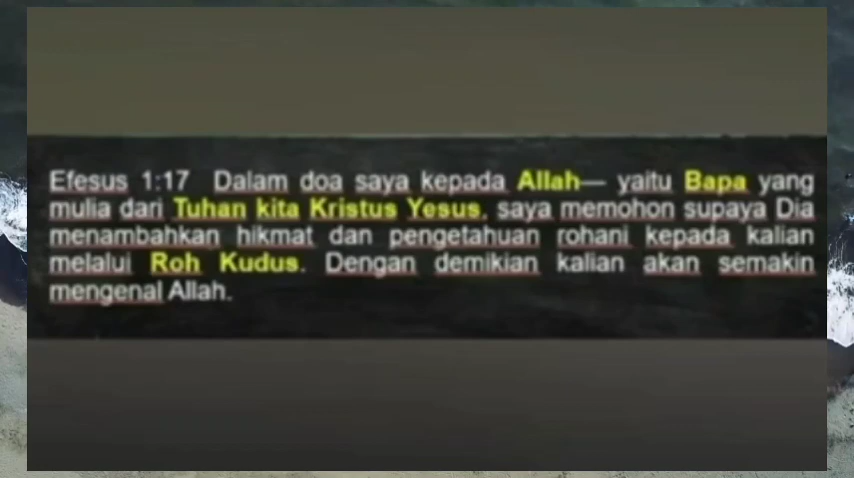 Efesus 1:17 Dalam doa saya kepada Allah— yaitu Bapa yang
mulia dari Tuhan kita Kristus Yesus, saya memohon supaya Dia
menambahkan hikmat dan pengetahuan rohani kepada kalian
melalui Roh Kudus. Dengan demikian kalian akan semakin
mengenal Allah.